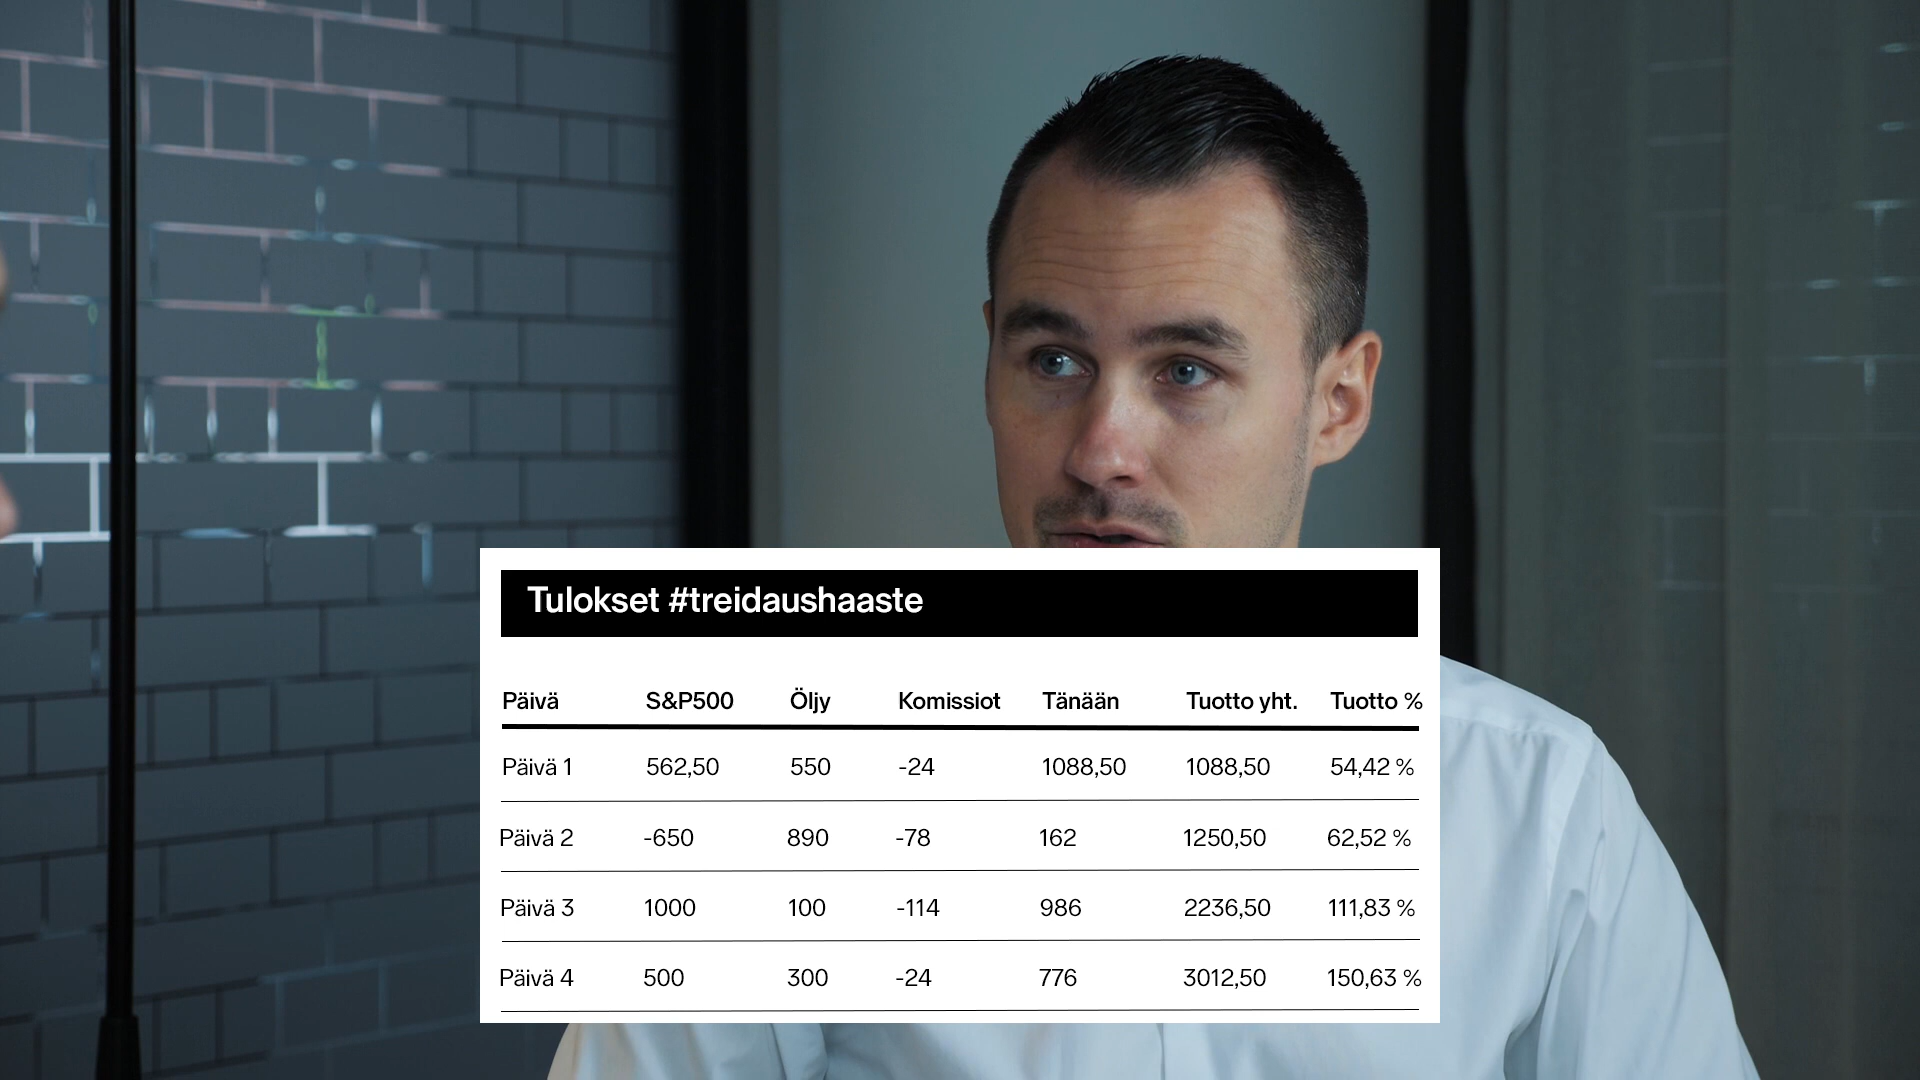 Tulokset #treidaushaaste
Päivä S&P500 Öljy Komissiot Tänään Tuotto yht. Tuotto %
Päivä 1 562,50 550 -24 1088,50 1088,50 54,42 %
Päivä 2 -650 890 -78 162 1250,50 62,52 %
Päivä 3 1000 100 -114 986 2236,50 111,83 %
Päivä 4 500 300 -24 776 3012,50 150,63 %